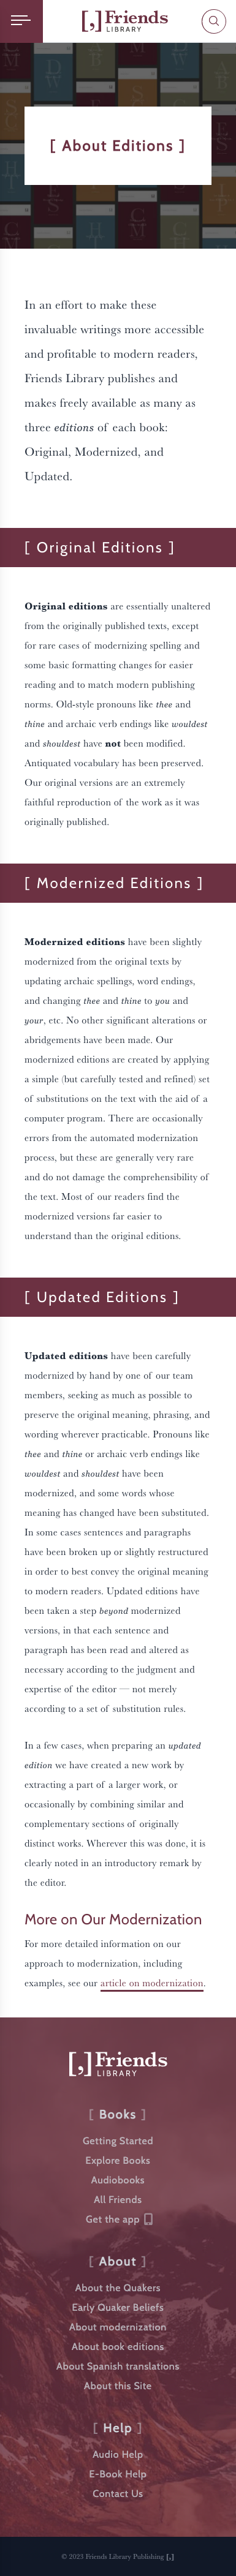 [,] Friends
LIBRARY
[ About Editions ]
In an effort to make these
invaluable writings more accessible
and profitable to modern readers,
Friends Library publishes and
makes freely available as many as
three editions of each book:
Original, Modernized, and
Updated.
[ Original Editions ]
Original editions are essentially unaltered
from the originally published texts, except
for rare cases of modernizing spelling and
some basic formatting changes for easier
reading and to match modern publishing
norms. Old-style pronouns like thee and
thine and archaic verb endings like wouldest
and shouldest have not been modified.
Antiquated vocabulary has been preserved.
Our original versions are an extremely
faithful reproduction of the work as it was
originally published.
[ Modernized Editions ]
Modernized editions have been slightly
modernized from the original texts by
updating archaic spellings, word endings,
and changing thee and thine to you and
your, etc. No other significant alterations or
abridgements have been made. Our
modernized editions are created by applying
a simple (but carefully tested and refined) set
of substitutions on the text with the aid of a
computer program. There are occasionally
errors from the automated modernization
process, but these are generally very rare
and do not damage the comprehensibility of
the text. Most of our readers find the
modernized versions far easier to
understand than the original editions.
[ Updated Editions ]
Updated editions have been carefully
modernized by hand by one of our team
members, seeking as much as possible to
preserve the original meaning, phrasing, and
wording wherever practicable. Pronouns like
thee and thine or archaic verb endings like
wouldest and shouldest have been
modernized, and some words whose
meaning has changed have been substituted.
In some cases sentences and paragraphs
have been broken up or slightly restructured
in order to best convey the original meaning
to modern readers. Updated editions have
been taken a step beyond modernized
versions, in that each sentence and
paragraph has been read and altered as
necessary according to the judgment and
expertise of the editor — not merely
according to a set of substitution rules.
In a few cases, when preparing an updated
edition we have created a new work by
extracting a part of a larger work, or
occasionally by combining similar and
complementary sections of originally
distinct works. Wherever this was done, it is
clearly noted in an introductory remark by
the editor.
More on Our Modernization
For more detailed information on our
approach to modernization, including
examples, see our article on modernization.
[,] Friends
LIBRARY
[ Books ]
Getting Started
Explore Books
Audiobooks
All Friends
Get the app
[ About ]
About the Quakers
Early Quaker Beliefs
About modernization
About book editions
About Spanish translations
About this Site
[ Help ]
Audio Help
E-Book Help
Contact Us
© 2023 Friends Library Publishing [,]